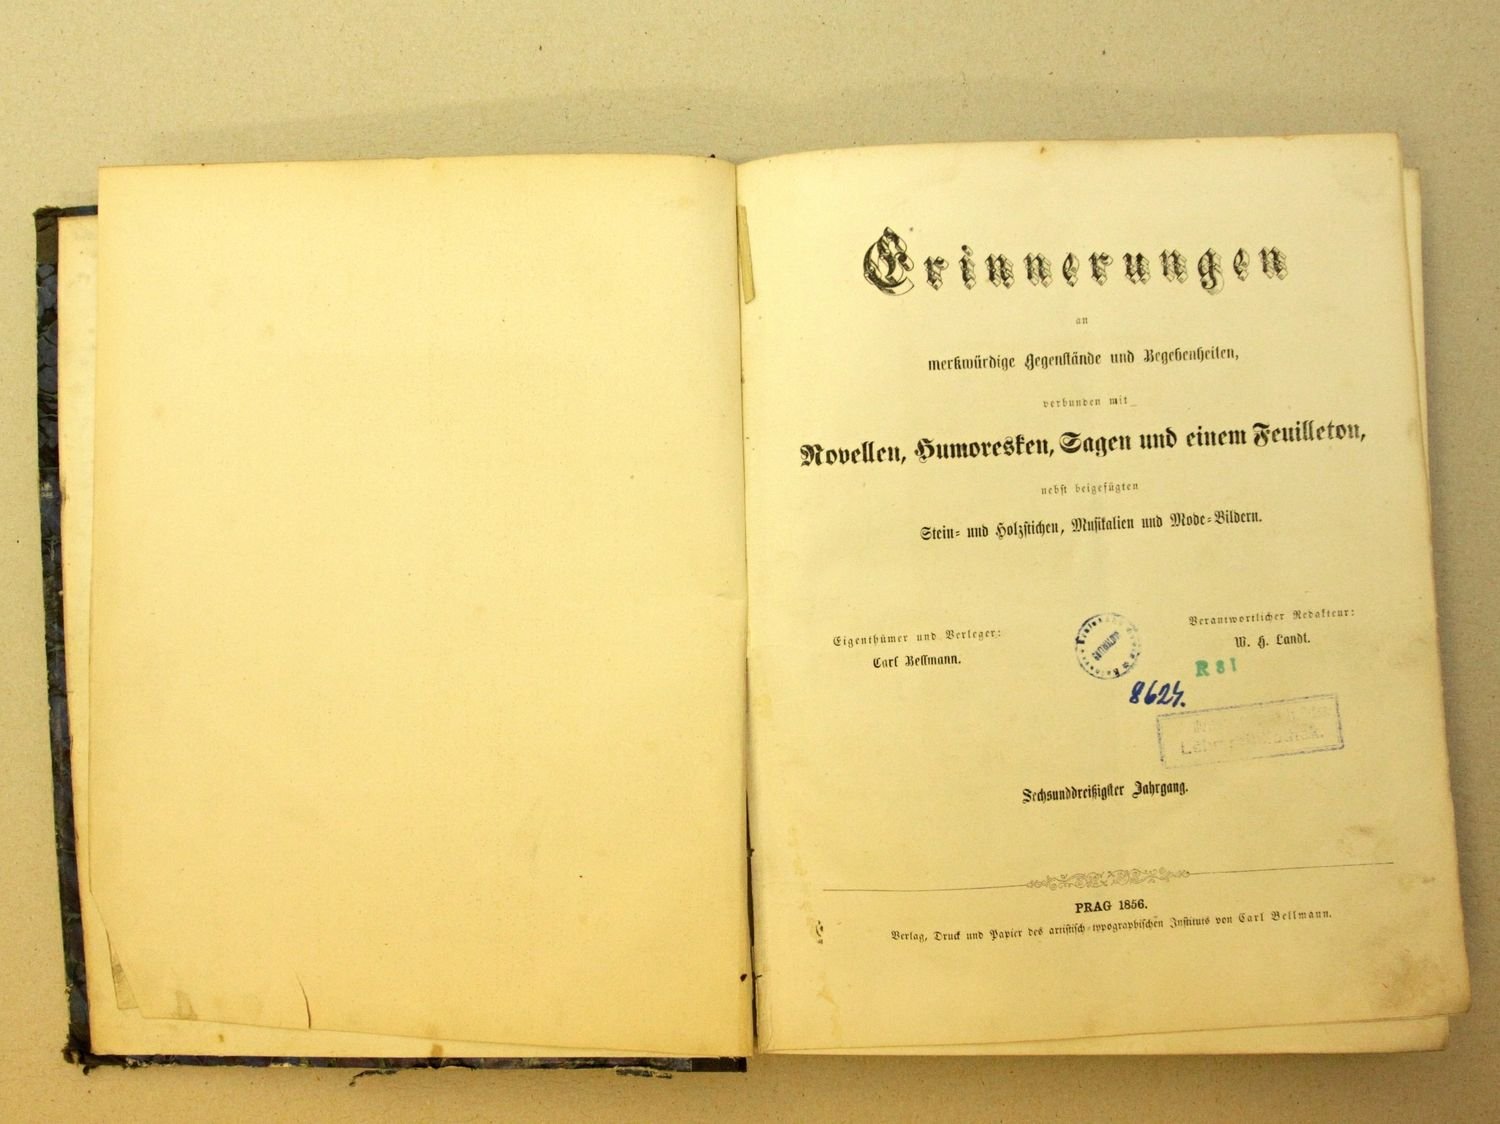 Erinnerungen
an
merkwürdige Gegenstände und Begebenheiten,
verbunden mit
Novellen, Humoresken, Sagen und einem Feuilleton,
nebst beigefügten
Stein- und Holzstichen, Musikalien und Mode-Bildern.
Eigenthümer und Verleger:
Carl Bellmann.
Verantwortlicher Redakteur:
W. H. Landl.
R 81
8624.
Sechsunddreißigster Jahrgang.
PRAG 1856.
Verlag, Druck und Papier des artistisch-typographischen Instituts von Carl Bellmann.